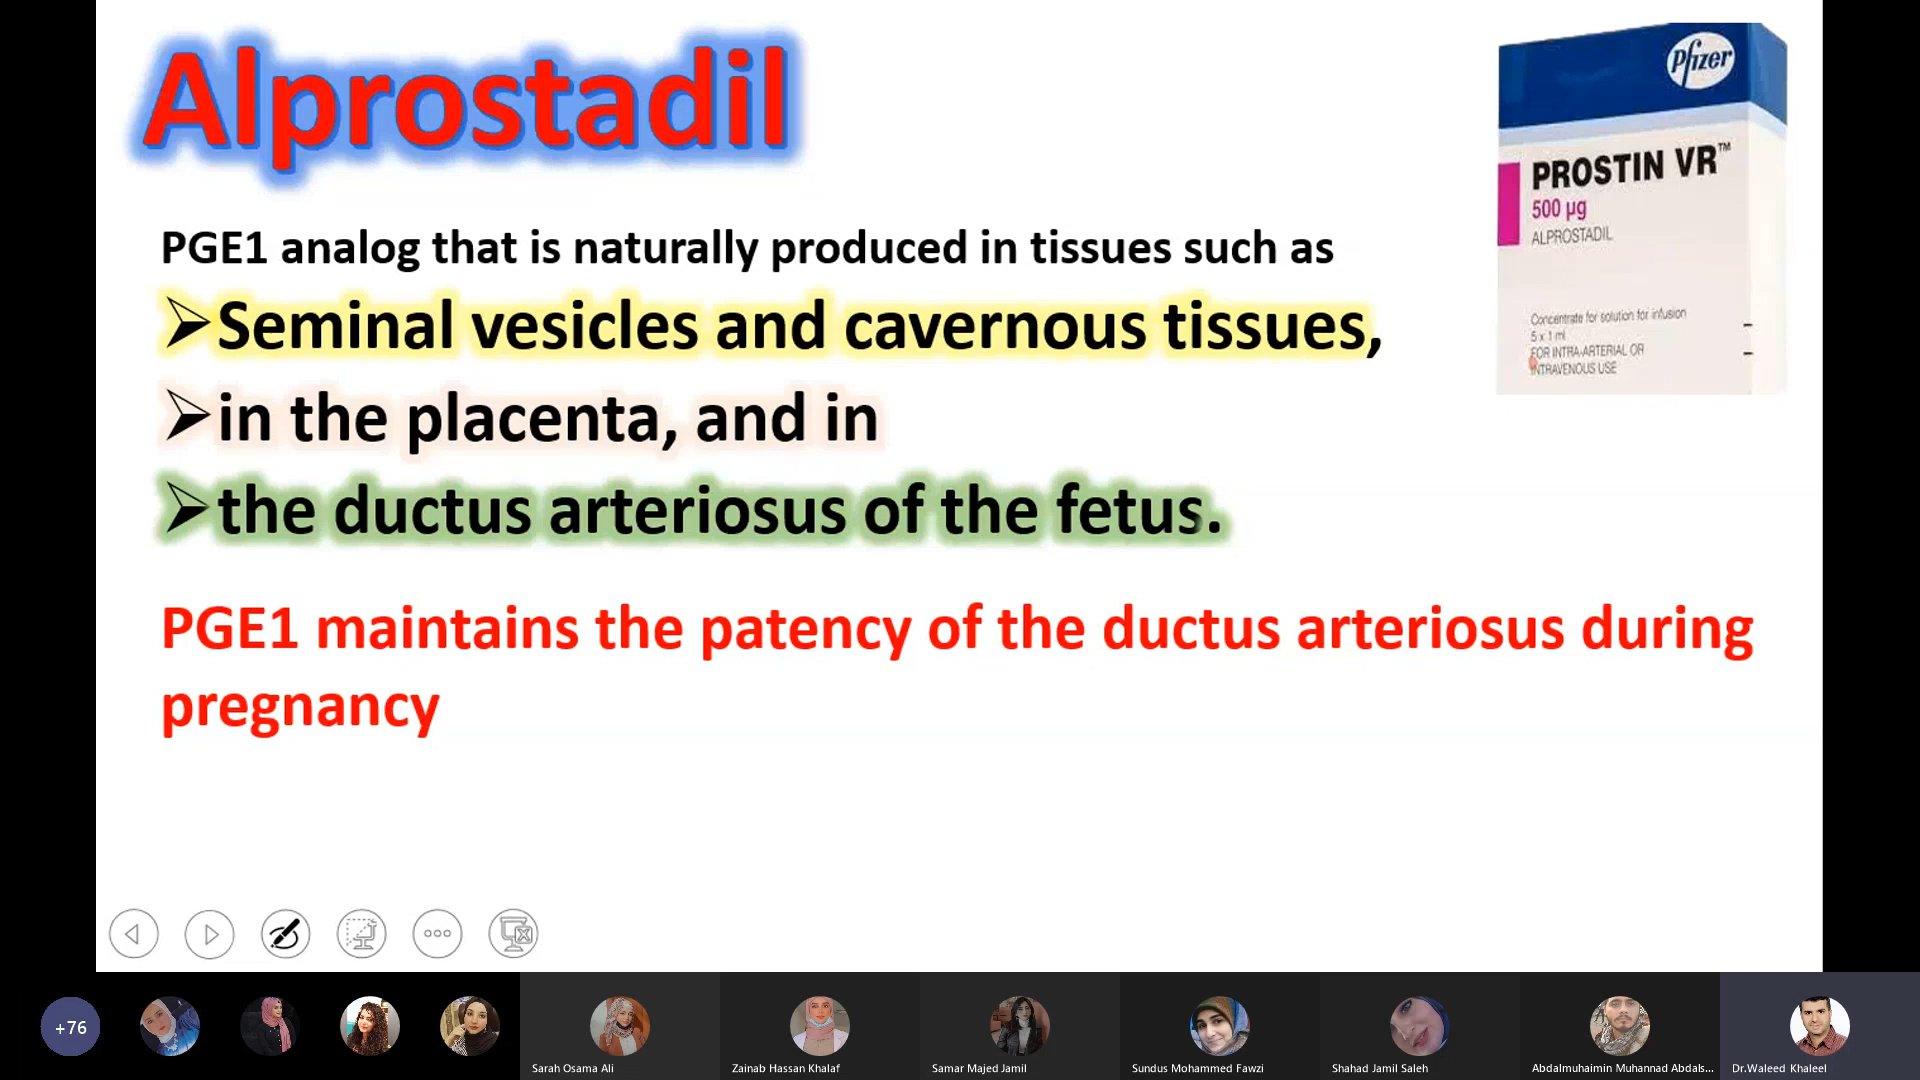 Alprostadil
Pfizer
PROSTIN VR™
500 µg
ALPROSTADIL
Concentrate for solution for infusion
5 x 1 ml
FOR INTRA-ARTERIAL OR
INTRAVENOUS USE
PGE1 analog that is naturally produced in tissues such as
➢Seminal vesicles and cavernous tissues,
➢in the placenta, and in
➢the ductus arteriosus of the fetus.
PGE1 maintains the patency of the ductus arteriosus during
pregnancy
+76
Sarah Osama Ali
Zainab Hassan Khalaf
Samar Majed Jamil
Sundus Mohammed Fawzi
Shahad Jamil Saleh
Abdalmuhaimin Muhannad Abdals...
Dr.Waleed Khaleel